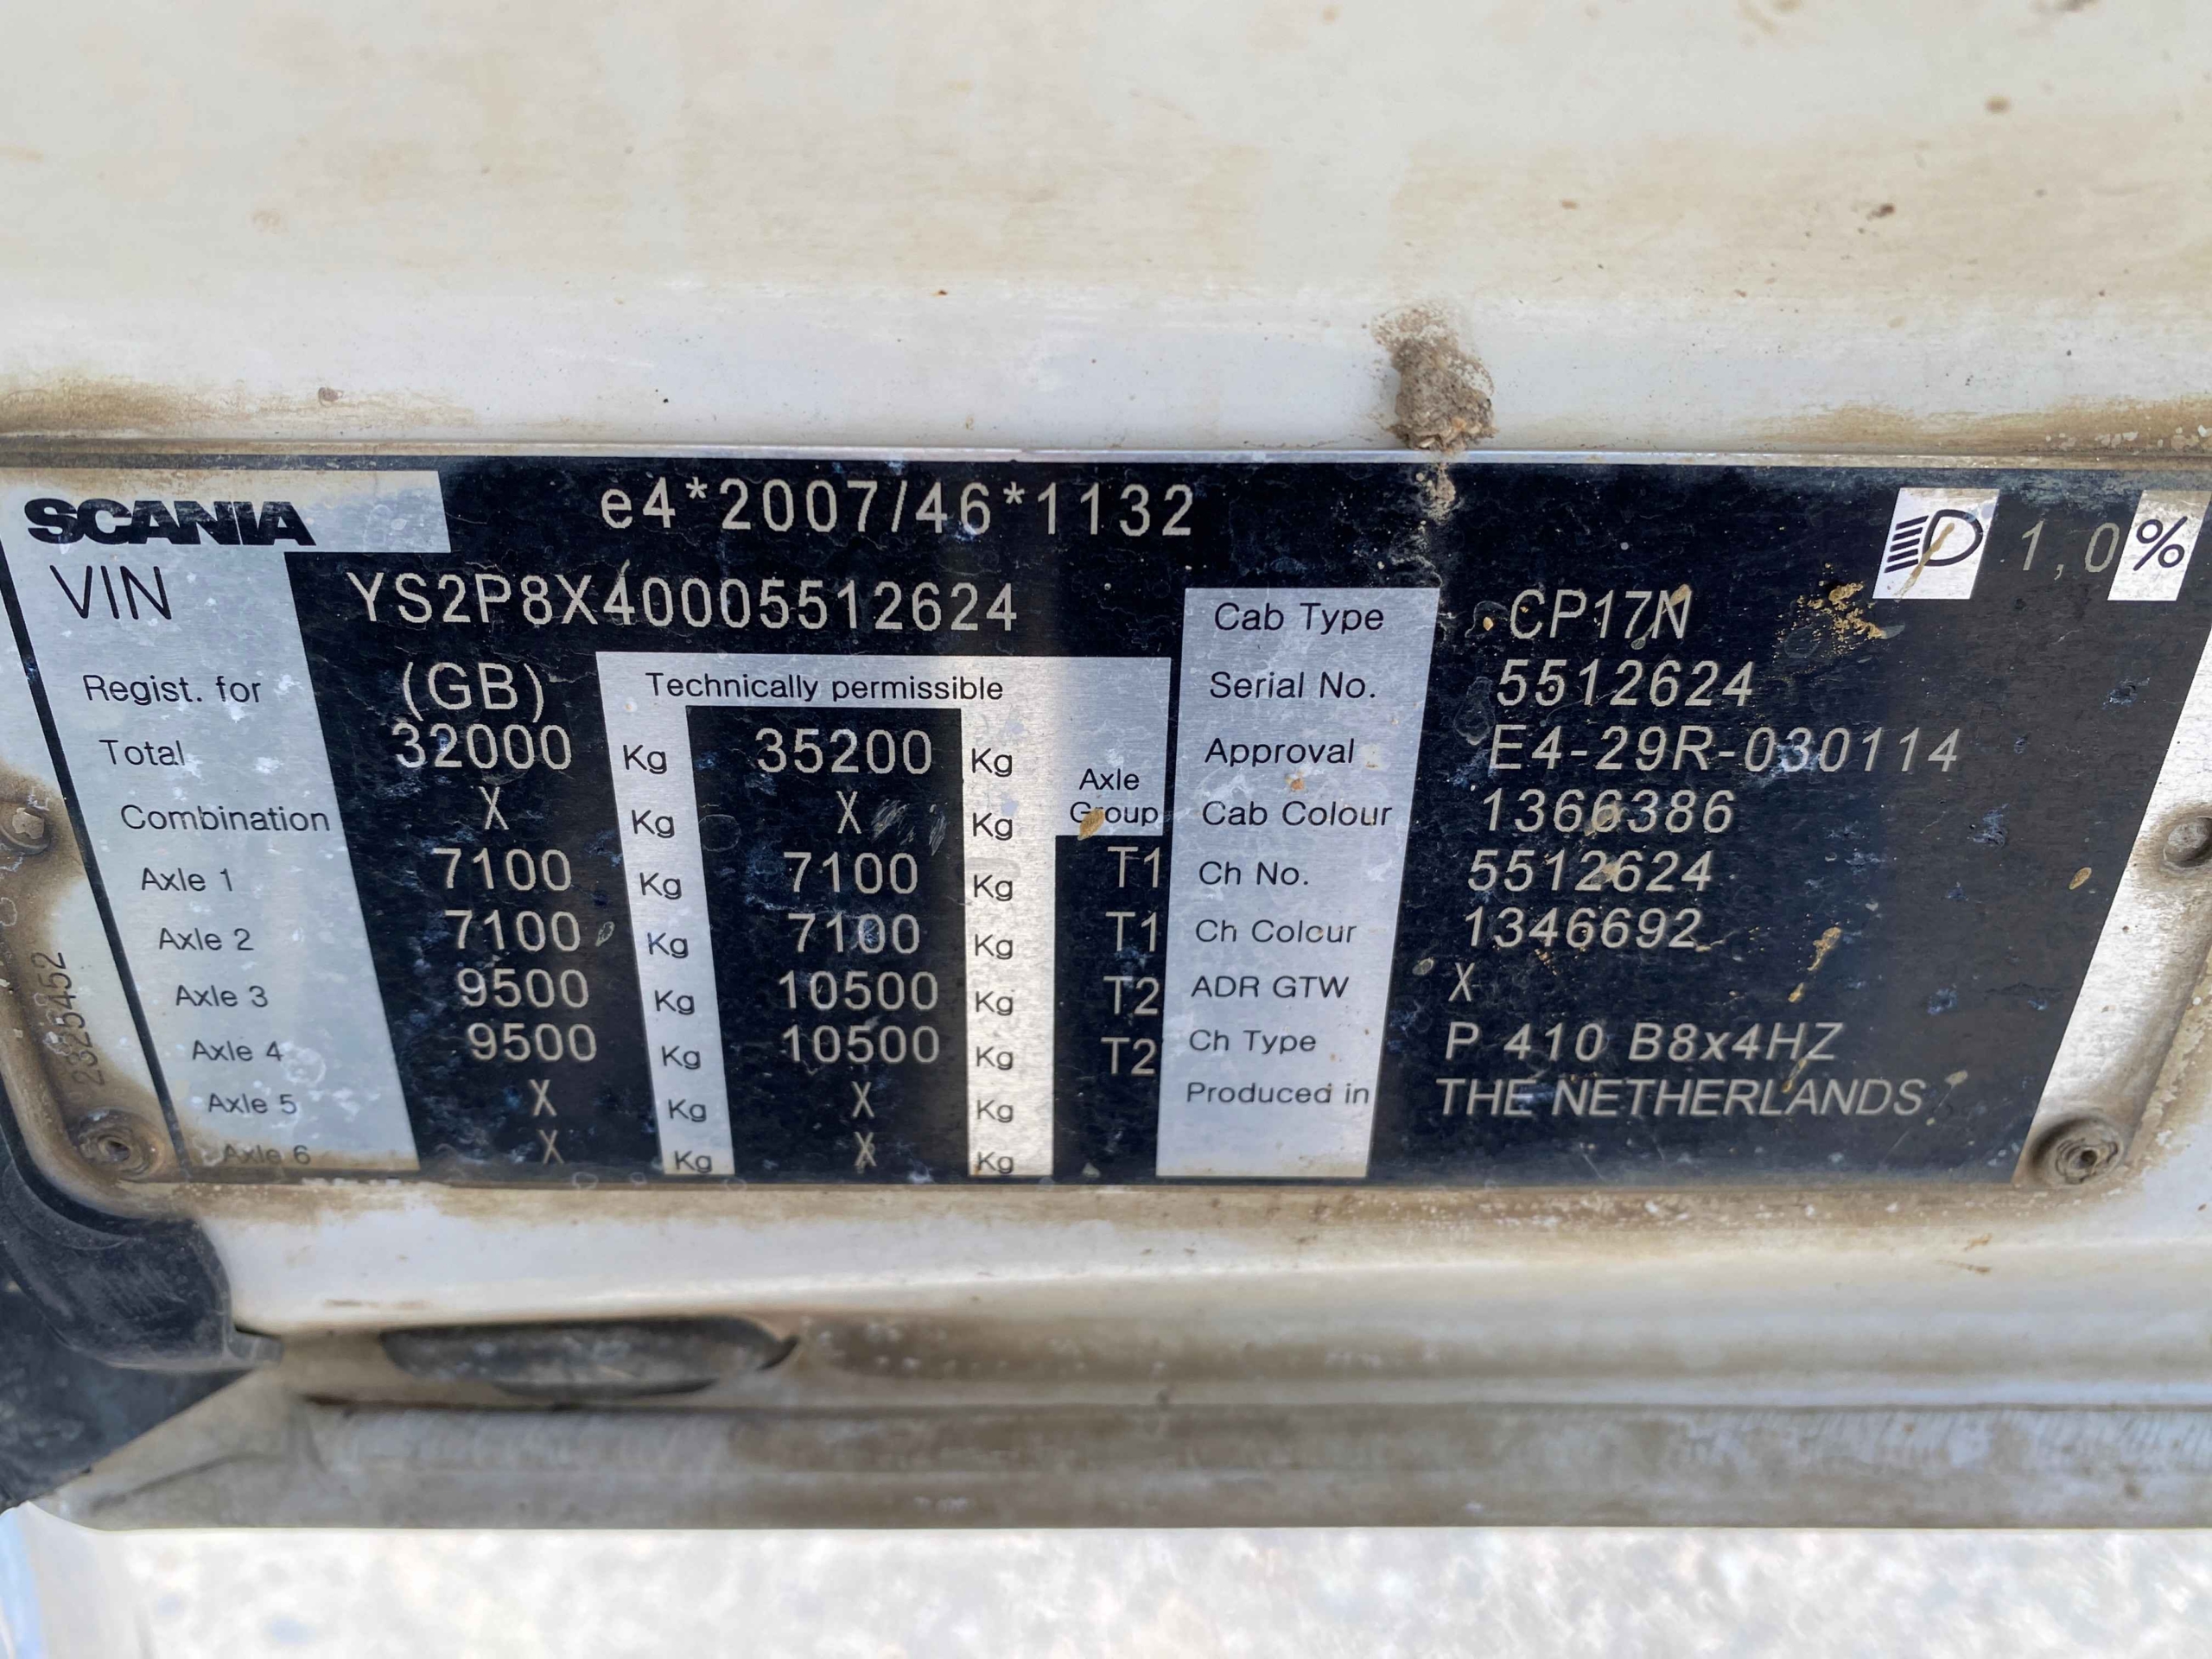 SCANIA e4*2007/46*1132
1,0 %
VIN YS2P8X40005512624
Regist. for (GB) Technically permissible
Total 32000 Kg 35200 Kg
Axle Group
Combination X Kg X Kg
Axle 1 7100 Kg 7100 Kg T1
Axle 2 7100 Kg 7100 Kg T1
Axle 3 9500 Kg 10500 Kg T2
Axle 4 9500 Kg 10500 Kg T2
Axle 5 X Kg X Kg
Axle 6 X Kg X Kg
Cab Type CP17N
Serial No. 5512624
Approval E4-29R-030114
Cab Colour 1366386
Ch No. 5512624
Ch Colour 1346692
ADR GTW X
Ch Type P 410 B8x4HZ
Produced in THE NETHERLANDS
2325452